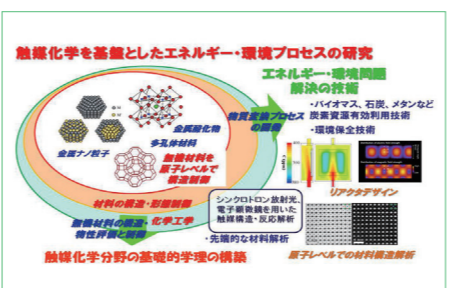 触媒化学を基盤としたエネルギー・環境プロセスの研究
エネルギー・環境問題
解決の技術
・バイオマス、石炭、メタンなど
炭素資源有効利用技術
・環境保全技術
物質変換プロセス
の開発
金属酸化物
多孔体材料
金属ナノ粒子
無機材料を
原子レベルで
構造制御
リアクタデザイン
材料の構造・形態制御
化学工学
無機材料の構造・
物性評価と制御
シンクロトロン放射光、
電子顕微鏡を用いた
触媒構造・反応解析
・先端的な材料解析
原子レベルでの材料構造解析
触媒化学分野の基礎的学理の構築